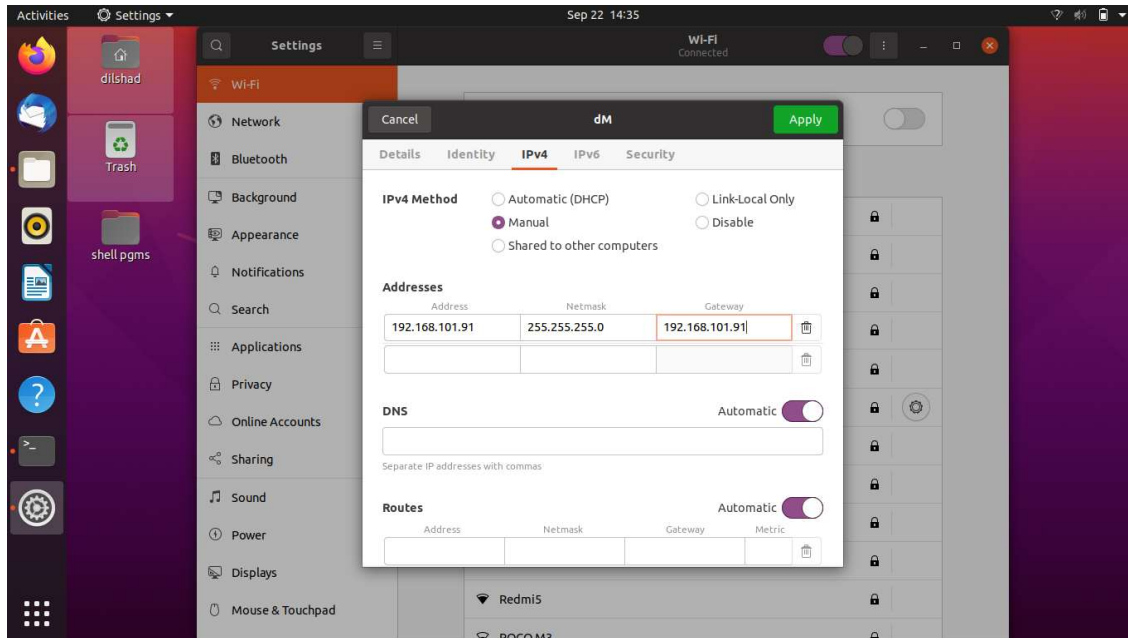 Activities
Settings
Sep 22 14:35
dilshad
Trash
shell pgms
Settings
Wi-Fi
Connected
Wi-Fi
Network
Bluetooth
Background
Appearance
Notifications
Search
Applications
Privacy
Online Accounts
Sharing
Sound
Power
Displays
Mouse & Touchpad
Cancel
dM
Apply
Details Identity IPv4 IPv6 Security
IPv4 Method
Automatic (DHCP)
Link-Local Only
Manual
Disable
Shared to other computers
Addresses
Address Netmask Gateway
192.168.101.91 255.255.255.0 192.168.101.91
DNS
Automatic
Separate IP addresses with commas
Routes
Automatic
Address Netmask Gateway Metric
Redmi5
POCO M3